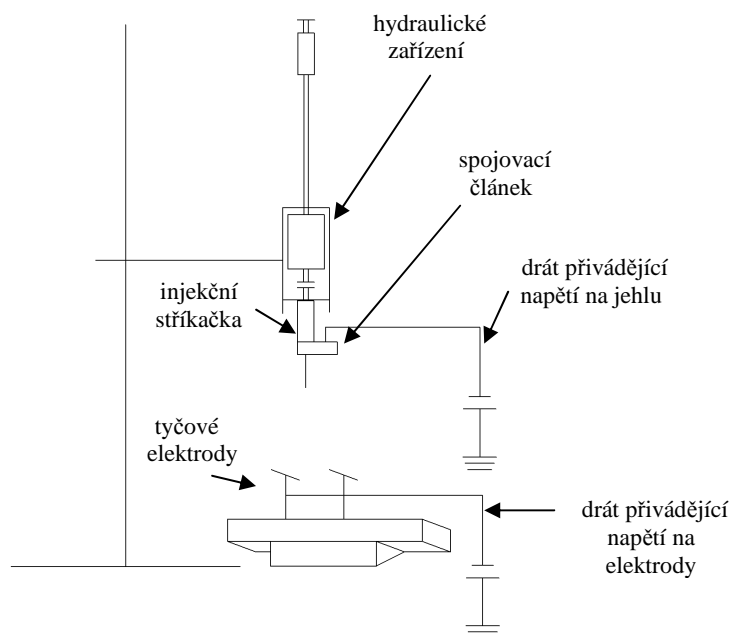 hydraulické
zařízení
spojovací
článek
drát přivádějící
napětí na jehlu
injekční
stříkačka
tyčové
elektrody
drát přivádějící
napětí na
elektrody